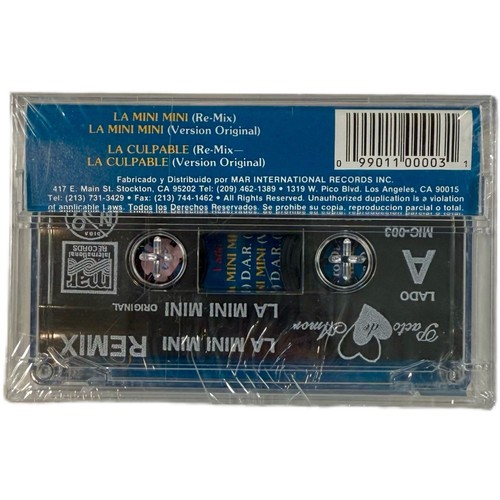 LA MINI MINI (Re-Mix)
LA MINI MINI (Version Original)
LA CULPABLE (Re-Mix—
LA CULPABLE (Version Original)
0 99011 00003 1
Fabricado y Distribuido por MAR INTERNATIONAL RECORDS INC.
417 E. Main St. Stockton, CA 95202 Tel: (209) 462-1389 • 1319 W. Pico Blvd. Los Angeles, CA 90015
Tel: (213) 731-3429 • Fax: (213) 744-1462 • All Rights Reserved. Unauthorized duplication is a violation
of applicable Laws. Todos los Derechos Reservados. Se prohibe su copia, reproduccion parcial o total.
MIC-003
LADO
A
mar
International
RECORDS
Pacto de Amor
LA MINI MINI ORIGINAL
LA MINI MINI REMIX